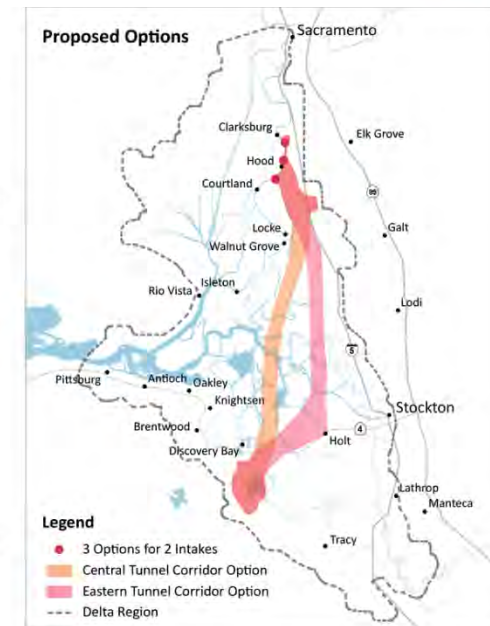 Proposed Options
Sacramento
Clarksburg
Elk Grove
Hood
Courtland
99
Locke
Galt
Walnut Grove
Isleton
Rio Vista
Lodi
5
Pittsburg
Antioch
Oakley
Knightsen
Stockton
4
Brentwood
Holt
Discovery Bay
Lathrop
Manteca
Legend
3 Options for 2 Intakes
Tracy
Central Tunnel Corridor Option
Eastern Tunnel Corridor Option
Delta Region